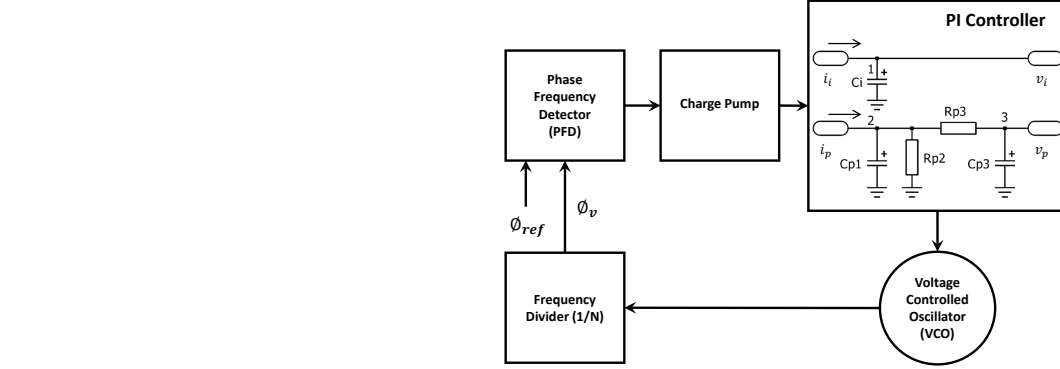 PI Controller
1
Ci
i_i
v_i
Rp3
2
3
i_p
Cp1
Rp2
Cp3
v_p
Phase
Frequency
Detector
(PFD)
Charge Pump
∅_ref
∅_v
Frequency
Divider (1/N)
Voltage
Controlled
Oscillator
(VCO)